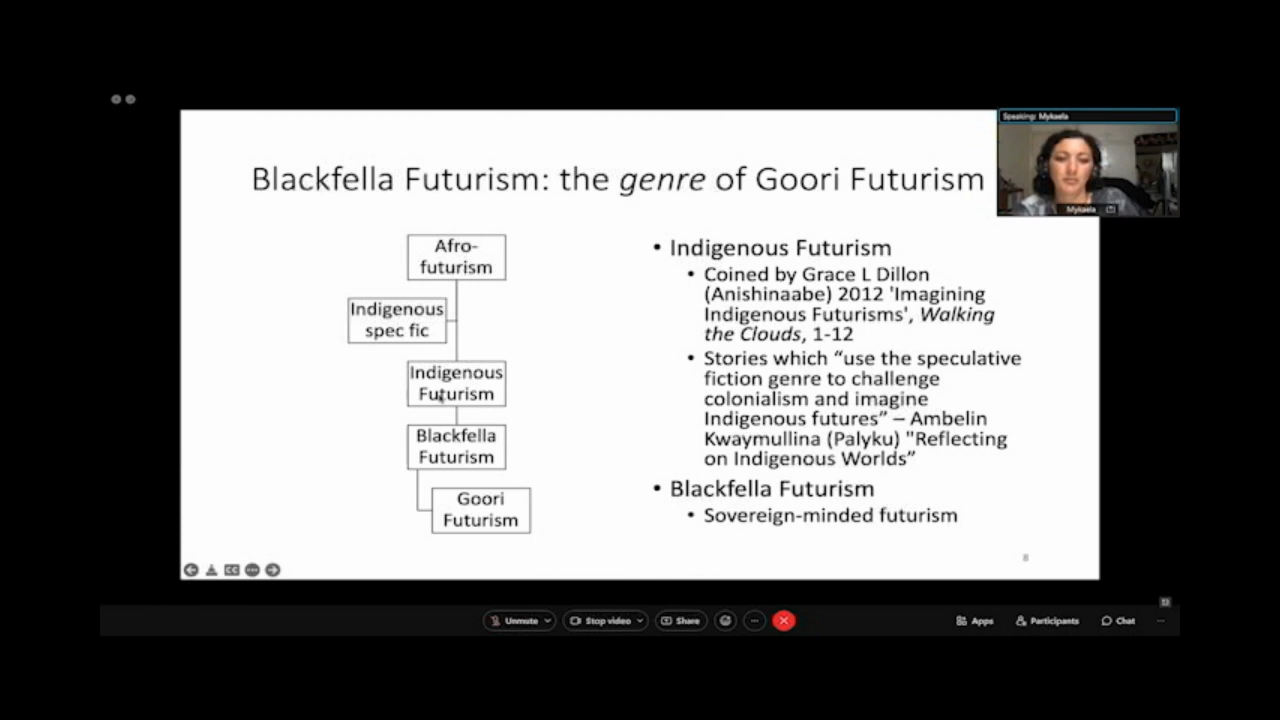 Speaking: Mykaela
Mykaela
Blackfella Futurism: the genre of Goori Futurism
Afro-
futurism
Indigenous
spec fic
Indigenous
Futurism
Blackfella
Futurism
Goori
Futurism
• Indigenous Futurism
• Coined by Grace L Dillon
(Anishinaabe) 2012 'Imagining
Indigenous Futurisms', Walking
the Clouds, 1-12
• Stories which “use the speculative
fiction genre to challenge
colonialism and imagine
Indigenous futures” – Ambelin
Kwaymullina (Palyku) "Reflecting
on Indigenous Worlds”
• Blackfella Futurism
• Sovereign-minded futurism
8
CC
Unmute
Stop video
Share
Apps
Participants
Chat